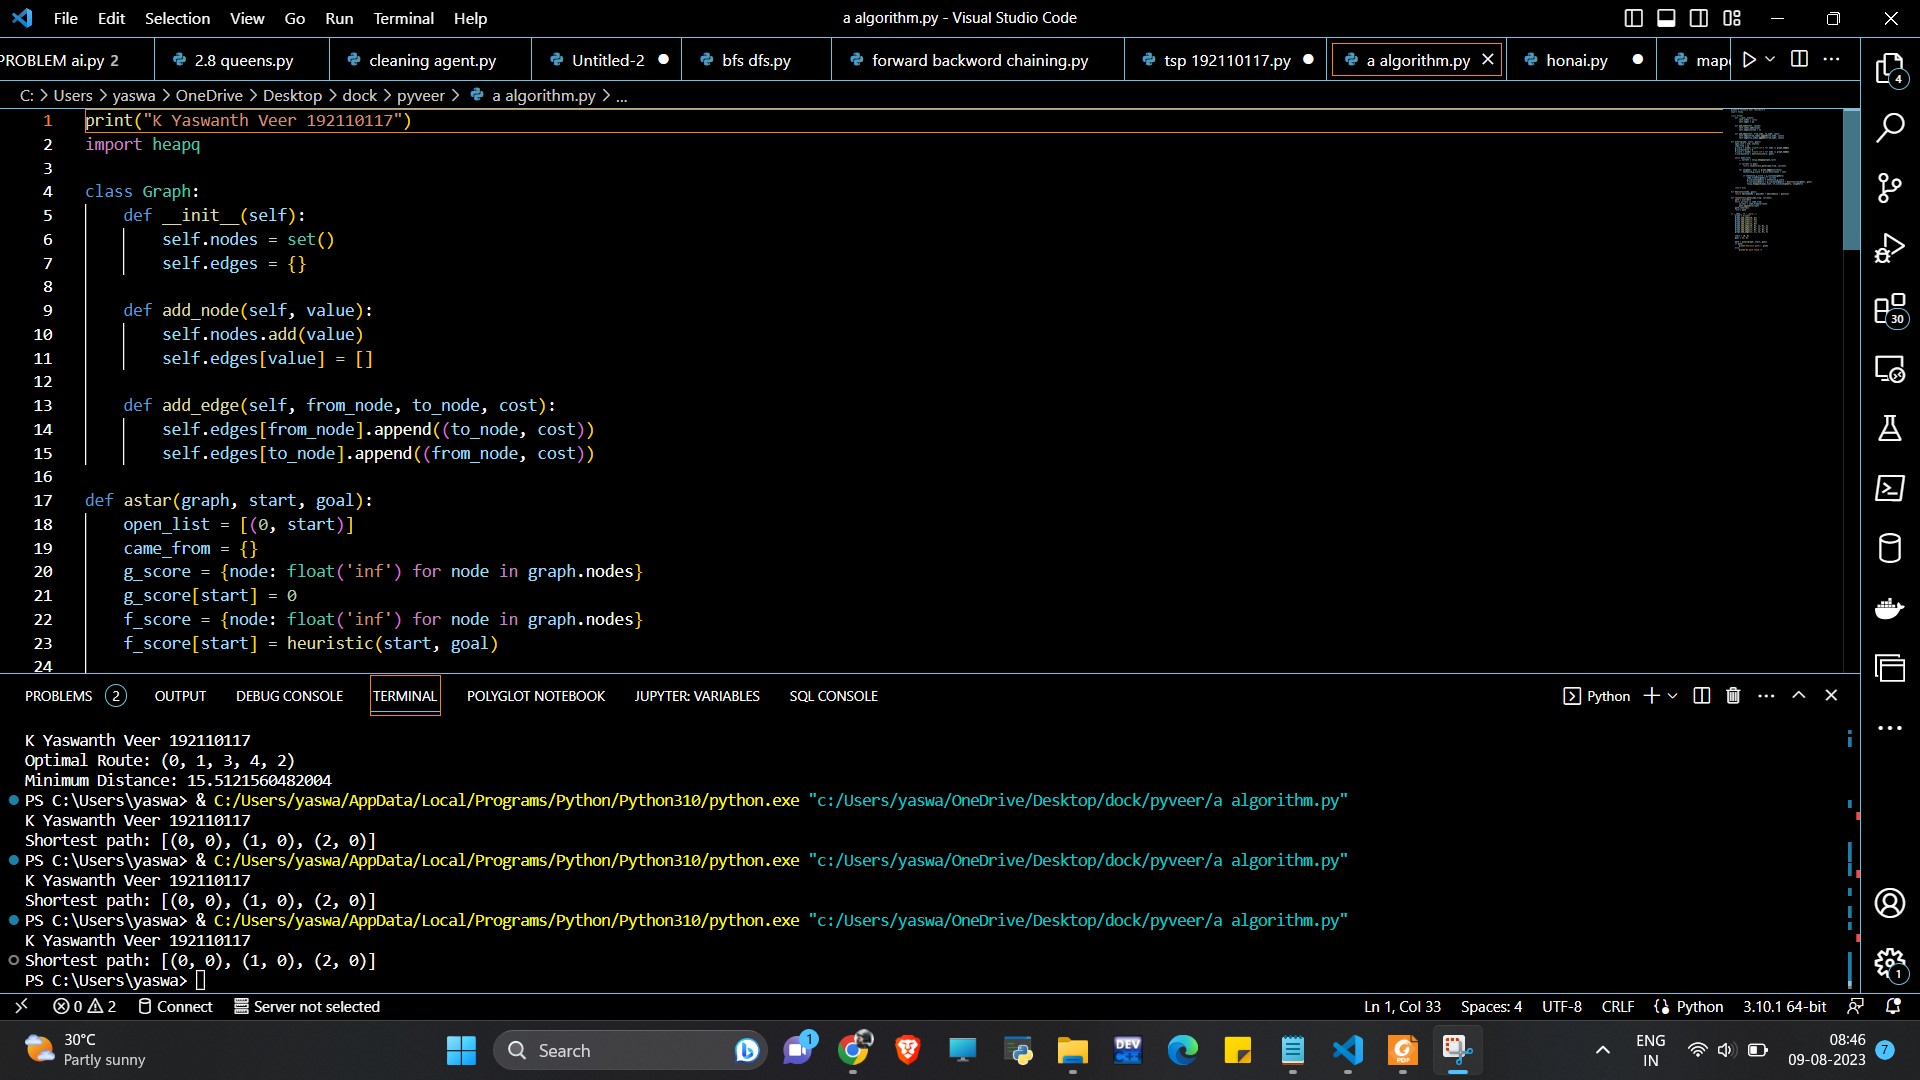 File Edit Selection View Go Run Terminal Help
a algorithm.py - Visual Studio Code
PROBLEM ai.py 2 2.8 queens.py cleaning agent.py Untitled-2 bfs dfs.py forward backword chaining.py tsp 192110117.py a algorithm.py honai.py
C: > Users > yaswa > OneDrive > Desktop > dock > pyveer > a algorithm.py > ...
1 print("K Yaswanth Veer 192110117")
2 import heapq
3
4 class Graph:
5 def __init__(self):
6 self.nodes = set()
7 self.edges = {}
8
9 def add_node(self, value):
10 self.nodes.add(value)
11 self.edges[value] = []
12
13 def add_edge(self, from_node, to_node, cost):
14 self.edges[from_node].append((to_node, cost))
15 self.edges[to_node].append((from_node, cost))
16
17 def astar(graph, start, goal):
18 open_list = [(0, start)]
19 came_from = {}
20 g_score = {node: float('inf') for node in graph.nodes}
21 g_score[start] = 0
22 f_score = {node: float('inf') for node in graph.nodes}
23 f_score[start] = heuristic(start, goal)
24
4
30
1
PROBLEMS 2 OUTPUT DEBUG CONSOLE TERMINAL POLYGLOT NOTEBOOK JUPYTER: VARIABLES SQL CONSOLE Python
K Yaswanth Veer 192110117
Optimal Route: (0, 1, 3, 4, 2)
Minimum Distance: 15.5121560482004
PS C:\Users\yaswa> & C:/Users/yaswa/AppData/Local/Programs/Python/Python310/python.exe "c:/Users/yaswa/OneDrive/Desktop/dock/pyveer/a algorithm.py"
K Yaswanth Veer 192110117
Shortest path: [(0, 0), (1, 0), (2, 0)]
PS C:\Users\yaswa> & C:/Users/yaswa/AppData/Local/Programs/Python/Python310/python.exe "c:/Users/yaswa/OneDrive/Desktop/dock/pyveer/a algorithm.py"
K Yaswanth Veer 192110117
Shortest path: [(0, 0), (1, 0), (2, 0)]
PS C:\Users\yaswa> & C:/Users/yaswa/AppData/Local/Programs/Python/Python310/python.exe "c:/Users/yaswa/OneDrive/Desktop/dock/pyveer/a algorithm.py"
K Yaswanth Veer 192110117
Shortest path: [(0, 0), (1, 0), (2, 0)]
PS C:\Users\yaswa>
0 2 Connect Server not selected Ln 1, Col 33 Spaces: 4 UTF-8 CRLF {} Python 3.10.1 64-bit
30°C
Partly sunny
Search
1
DEV
PDF
ENG
IN
08:46
09-08-2023
7